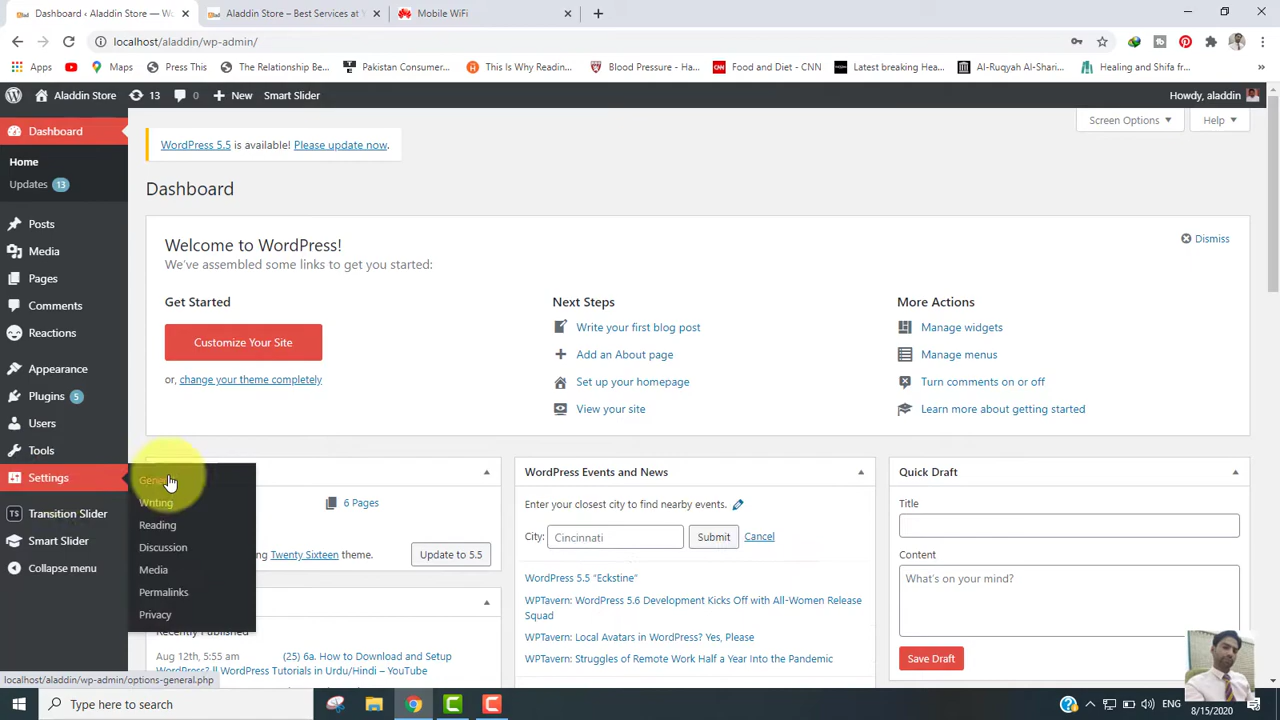 Dashboard ‹ Aladdin Store — Wo
Aladdin Store – Best Services at Y
Mobile WiFi
localhost/aladdin/wp-admin/
Apps
Maps
Press This
The Relationship Be...
Pakistan Consumer...
This Is Why Readin...
Blood Pressure - Ha...
Food and Diet - CNN
Latest breaking Hea...
Al-Ruqyah Al-Shari...
Healing and Shifa fr...
»
Aladdin Store
13
0
New
Smart Slider
Howdy, aladdin
Dashboard
Screen Options
Help
WordPress 5.5 is available! Please update now.
Home
Updates 13
Dashboard
Posts
Media
Pages
Comments
Reactions
Appearance
Plugins 5
Users
Tools
Settings
Transition Slider
Smart Slider
Collapse menu
Welcome to WordPress!
Dismiss
We've assembled some links to get you started:
Get Started
Customize Your Site
or, change your theme completely
Next Steps
Write your first blog post
Add an About page
Set up your homepage
View your site
More Actions
Manage widgets
Manage menus
Turn comments on or off
Learn more about getting started
General
Writing
Reading
Discussion
Media
Permalinks
Privacy
6 Pages
ng Twenty Sixteen theme.
Update to 5.5
Recently Published
Aug 12th, 5:55 am
(25) 6a. How to Download and Setup
WordPress? || WordPress Tutorials in Urdu/Hindi – YouTube
WordPress Events and News
Enter your closest city to find nearby events.
City:
Cincinnati
Submit
Cancel
WordPress 5.5 “Eckstine”
WPTavern: WordPress 5.6 Development Kicks Off with All-Women Release
Squad
WPTavern: Local Avatars in WordPress? Yes, Please
WPTavern: Struggles of Remote Work Half a Year Into the Pandemic
Quick Draft
Title
Content
What's on your mind?
Save Draft
localhost/aladdin/wp-admin/options-general.php
Type here to search
ENG
8/15/2020